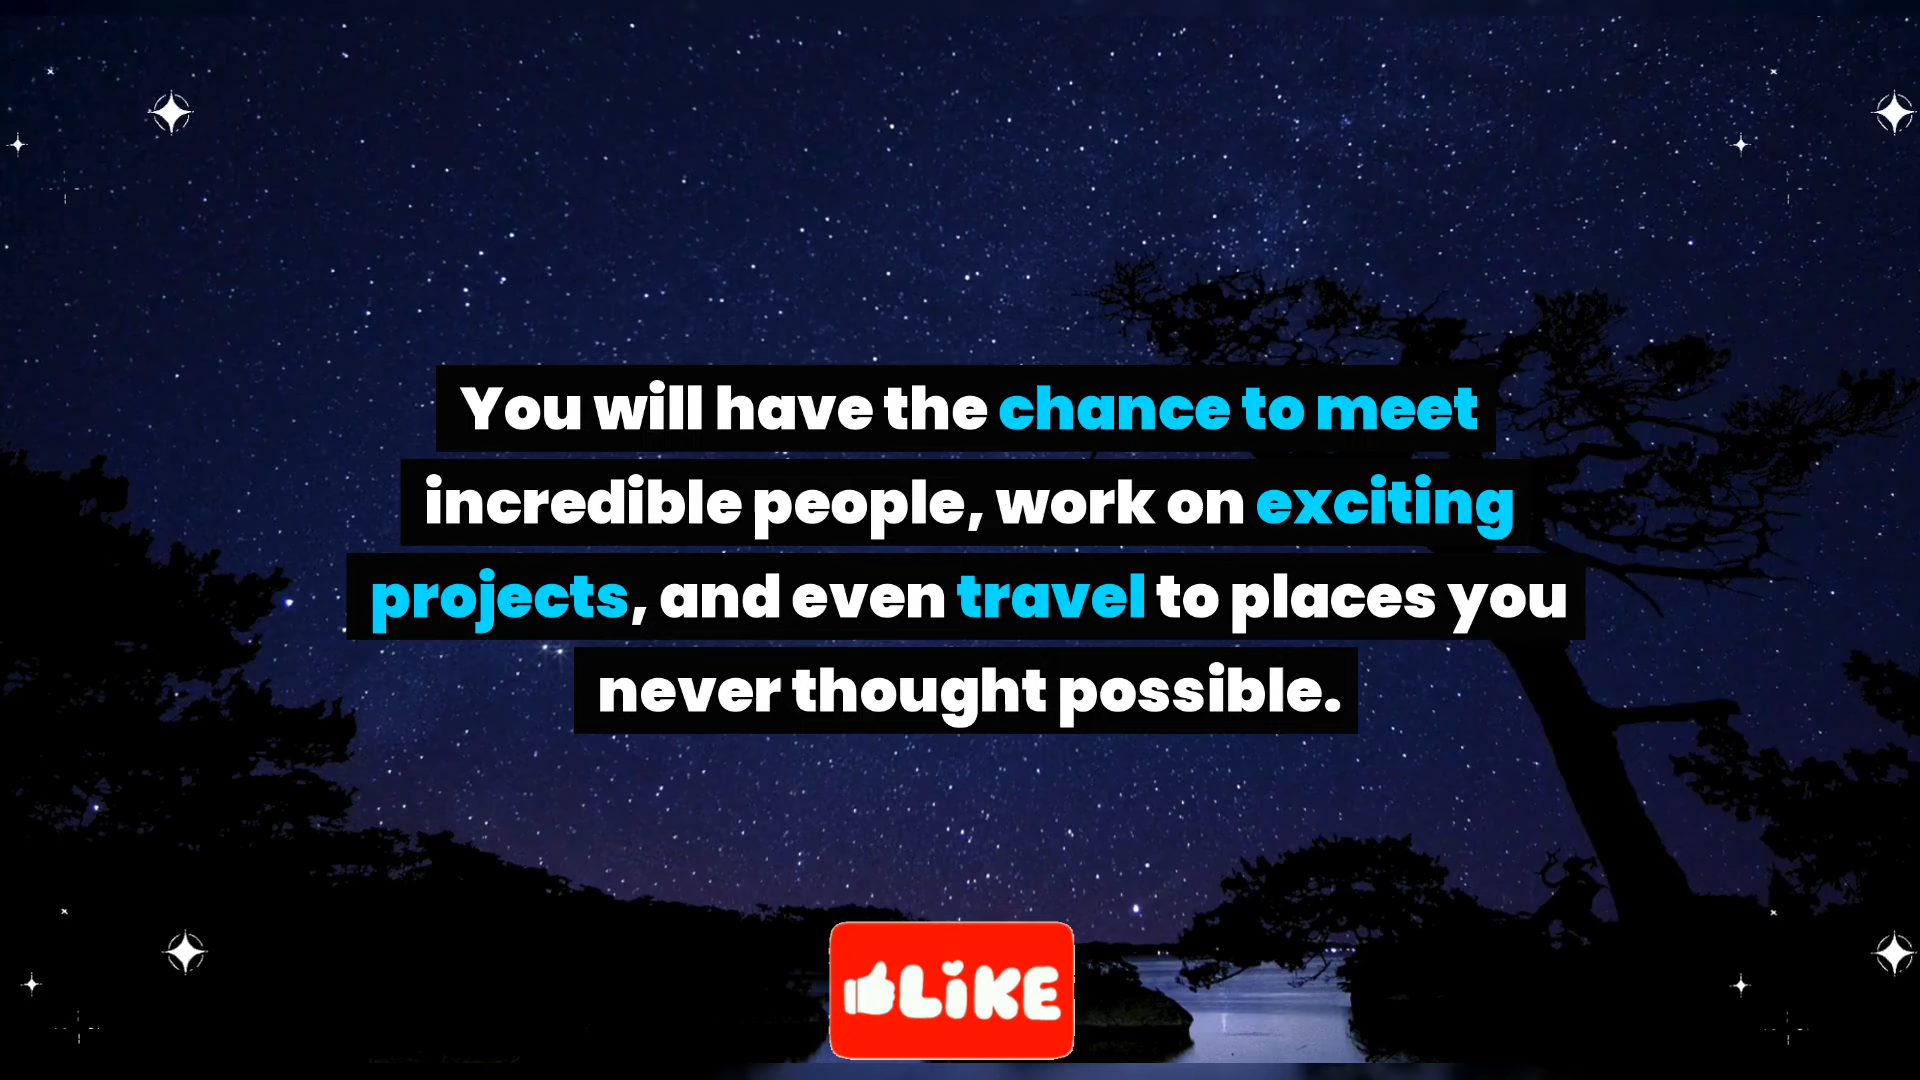 You will have the chance to meet
incredible people, work on exciting
projects, and even travel to places you
never thought possible.
LiKE